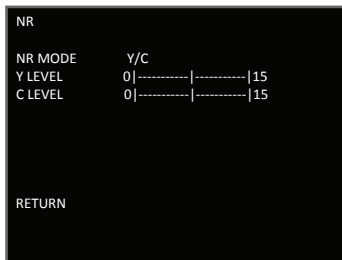 NR
NR MODE Y/C
Y LEVEL 0|-----------|-----------|15
C LEVEL 0|-----------|-----------|15
RETURN